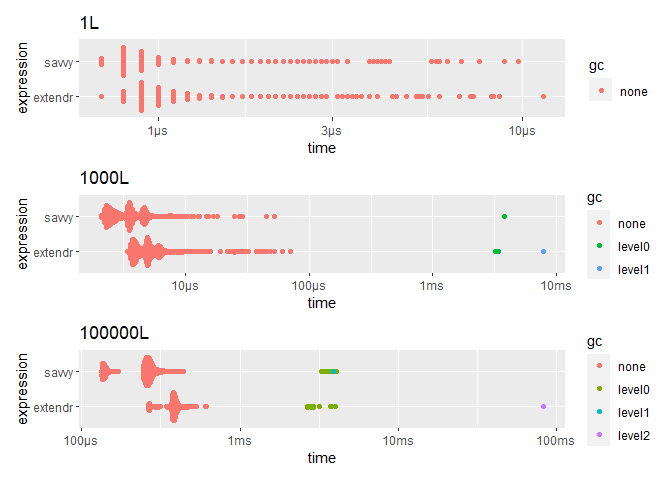 1L
expression
savvy
extendr
1µs
3µs
10µs
time
gc
none
1000L
expression
savvy
extendr
10µs
100µs
1ms
10ms
time
gc
none
level0
level1
100000L
expression
savvy
extendr
100µs
1ms
10ms
100ms
time
gc
none
level0
level1
level2